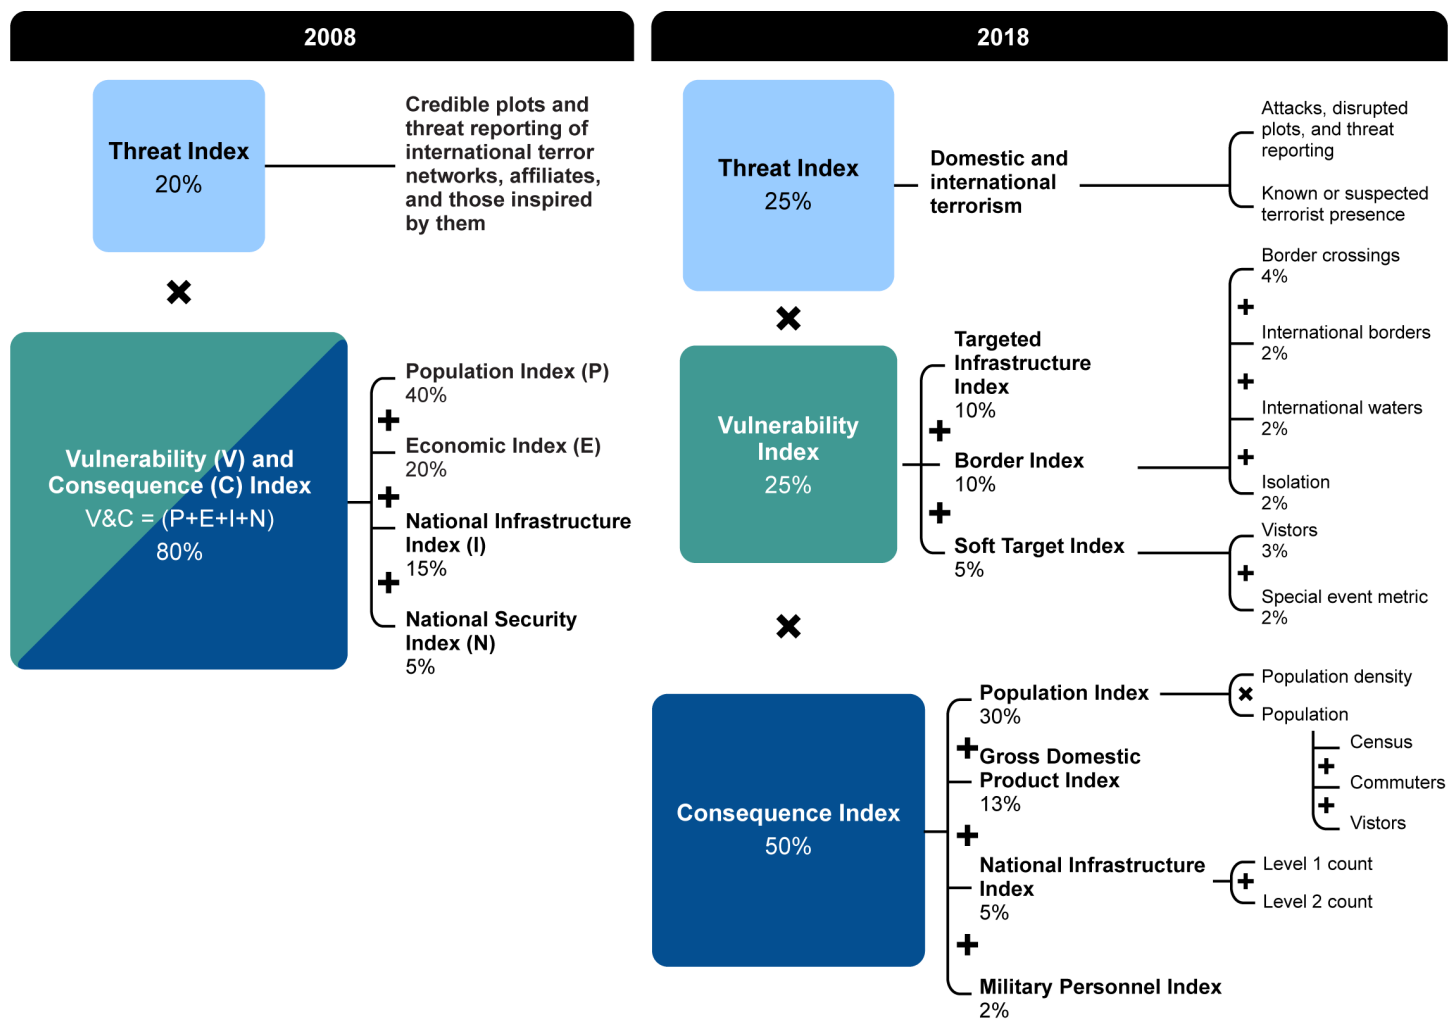 2008
Threat Index
20%
Credible plots and
threat reporting of
international terror
networks, affiliates,
and those inspired
by them
Vulnerability (V) and
Consequence (C) Index
V&C = (P+E+I+N)
80%
Population Index (P)
40%
Economic Index (E)
20%
National Infrastructure
Index (I)
15%
National Security
Index (N)
5%
2018
Threat Index
25%
Domestic and
international
terrorism
Attacks, disrupted
plots, and threat
reporting
Known or suspected
terrorist presence
Vulnerability
Index
25%
Targeted
Infrastructure
Index
10%
Border Index
10%
Border crossings
4%
International borders
2%
International waters
2%
Isolation
2%
Soft Target Index
5%
Vistors
3%
Special event metric
2%
Consequence Index
50%
Population Index
30%
Population density
Population
Census
Commuters
Vistors
Gross Domestic
Product Index
13%
National Infrastructure
Index
5%
Level 1 count
Level 2 count
Military Personnel Index
2%